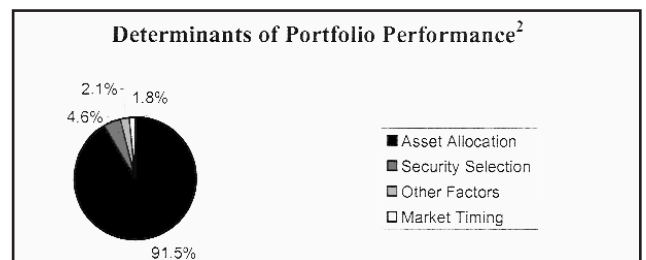 Determinants of Portfolio Performance²
2.1%
1.8%
4.6%
91.5%
Asset Allocation
Security Selection
Other Factors
Market Timing